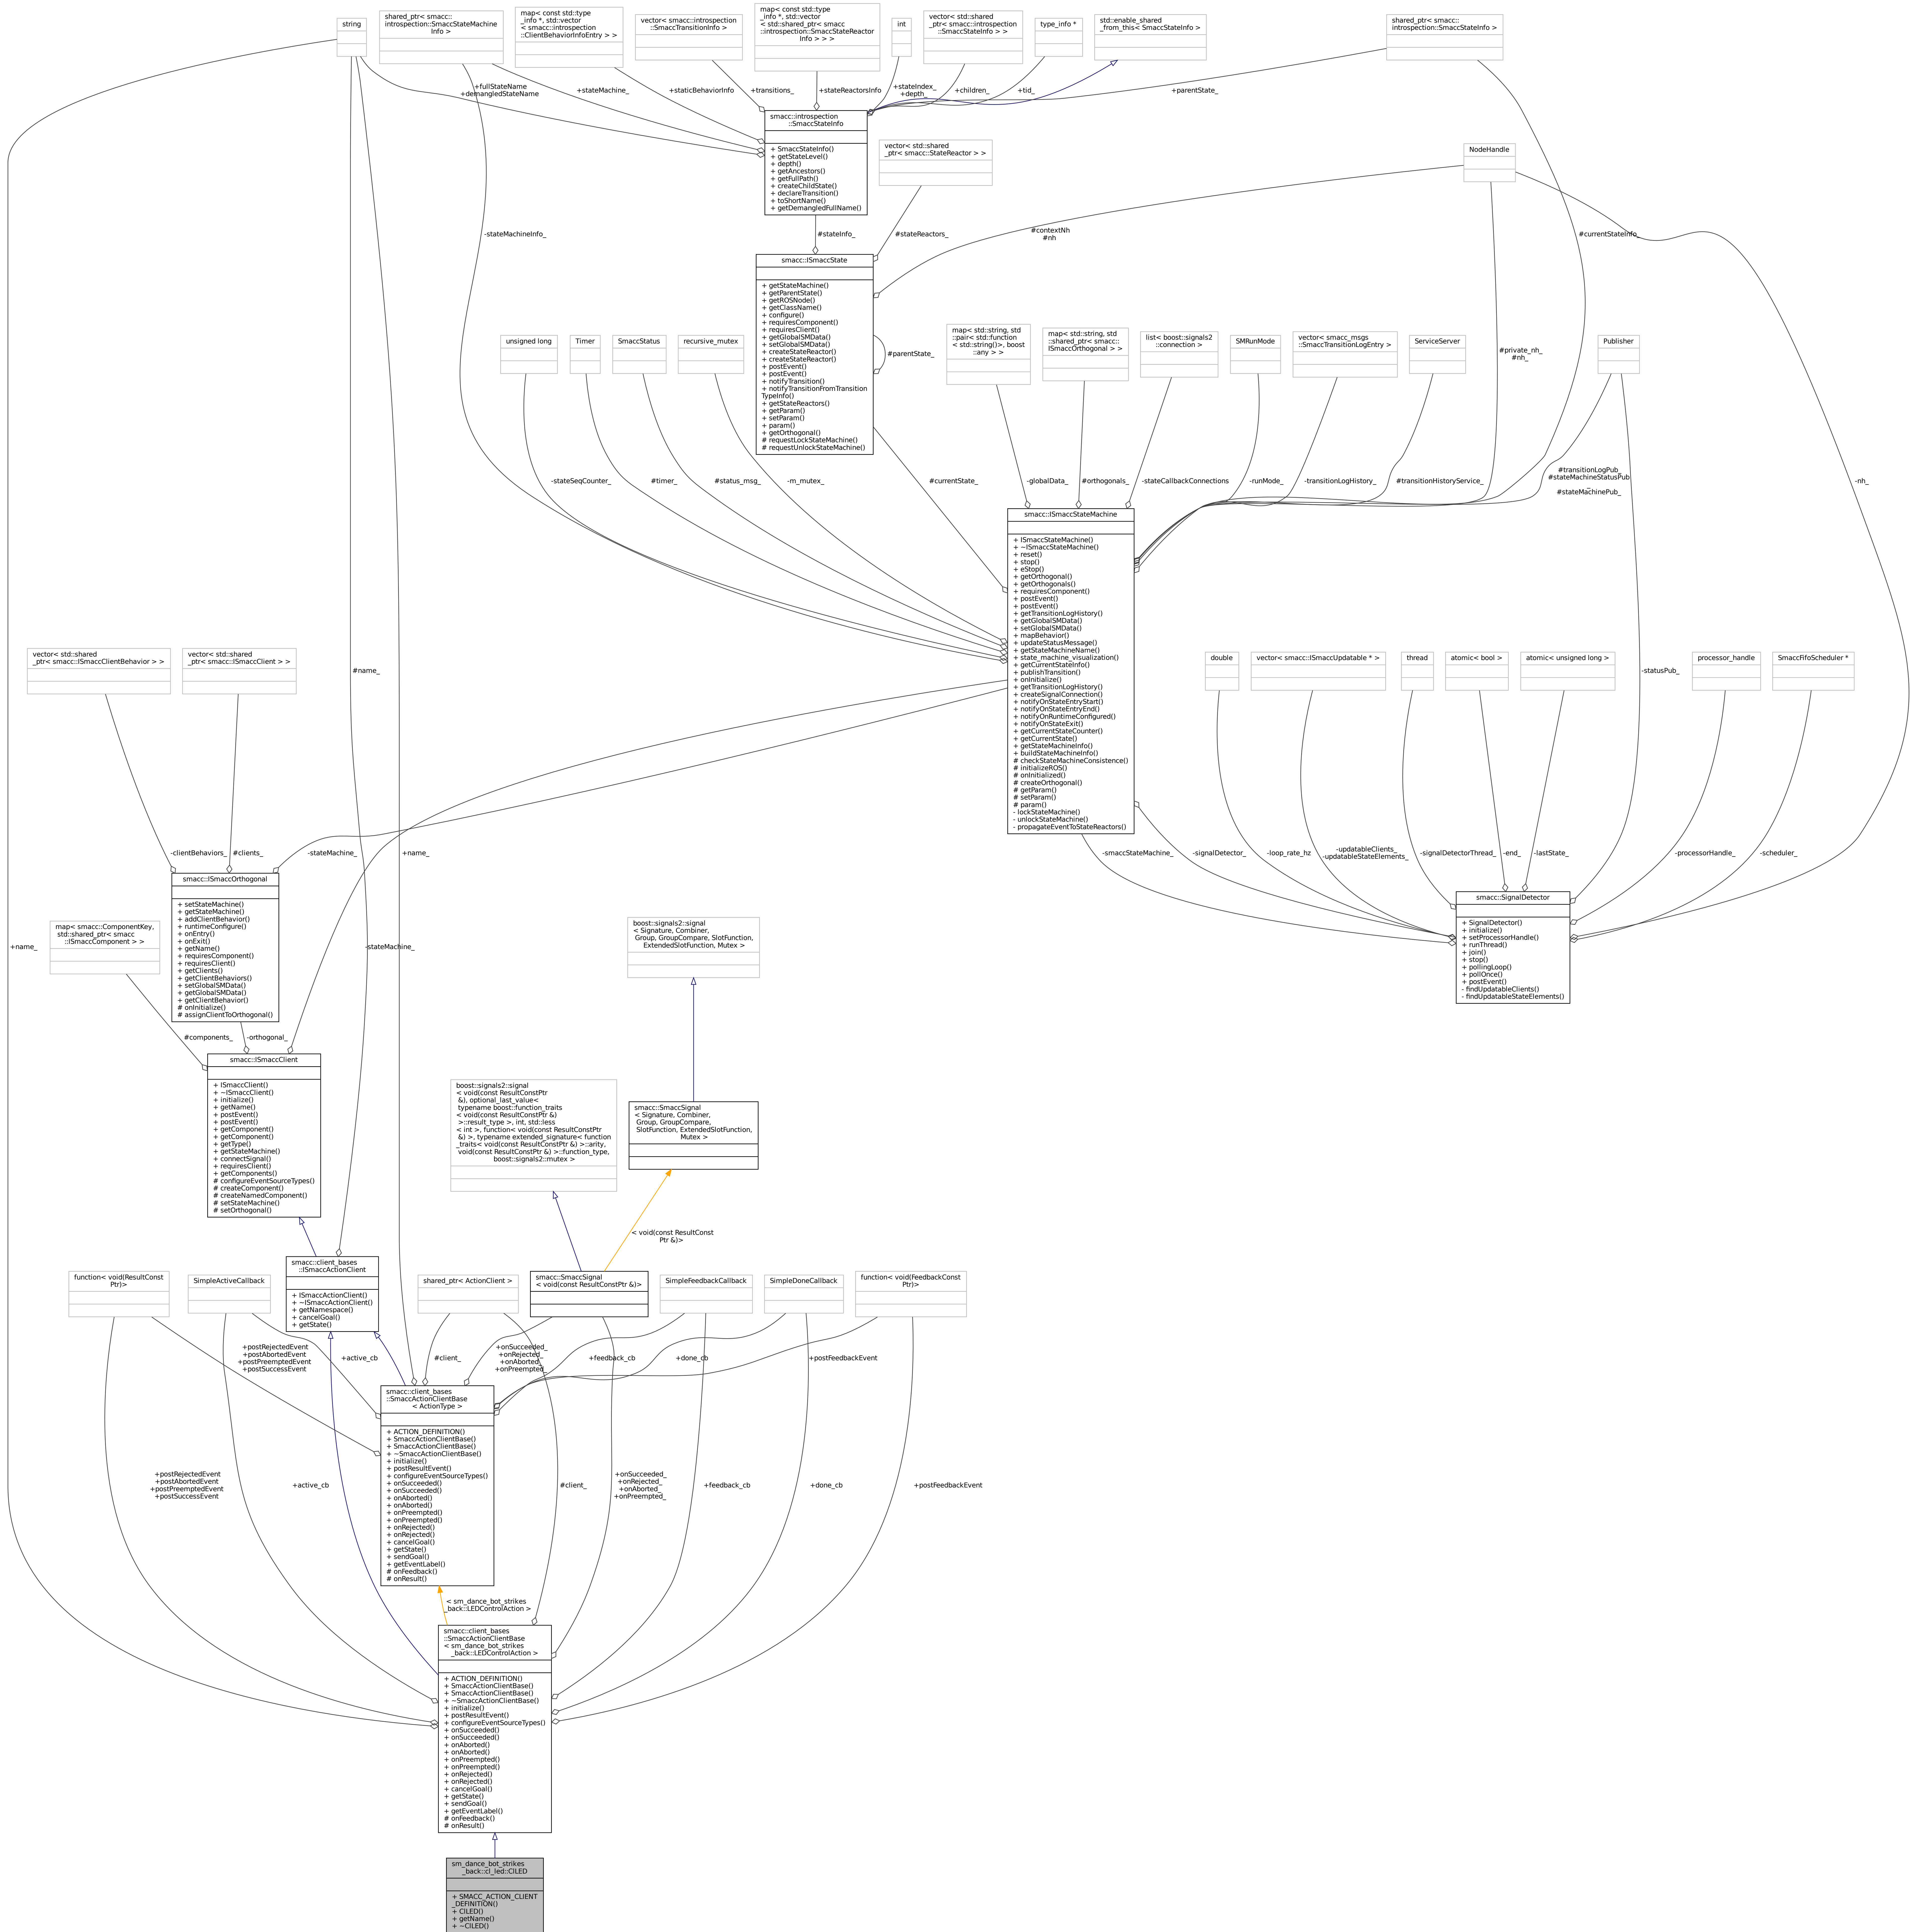 string
shared_ptr< smacc::
introspection::SmaccStateMachine
Info >
map< const std::type
_info *, std::vector
< smacc::introspection
::ClientBehaviorInfoEntry > >
vector< smacc::introspection
::SmaccTransitionInfo >
map< const std::type
_info *, std::vector
< std::shared_ptr< smacc
::introspection::SmaccStateReactor
Info > > >
int
vector< std::shared
_ptr< smacc::introspection
::SmaccStateInfo > >
type_info *
std::enable_shared
_from_this< SmaccStateInfo >
shared_ptr< smacc::
introspection::SmaccStateInfo >
+fullStateName
+demangledStateName
+stateMachine_
+staticBehaviorInfo
+transitions_
+stateReactorsInfo
+stateIndex_
+depth_
+children_
+tid_
+parentState_
smacc::introspection
::SmaccStateInfo
+ SmaccStateInfo()
+ getStateLevel()
+ depth()
+ getAncestors()
+ getFullPath()
+ createChildState()
+ declareTransition()
+ toShortName()
+ getDemangledFullName()
vector< std::shared
_ptr< smacc::StateReactor > >
NodeHandle
-stateMachineInfo_
#stateInfo_
#stateReactors_
#contextNh
#nh
#currentStateInfo_
smacc::ISmaccState
+ getStateMachine()
+ getParentState()
+ getROSNode()
+ getClassName()
+ configure()
+ requiresComponent()
+ requiresClient()
+ getGlobalSMData()
+ setGlobalSMData()
+ createStateReactor()
+ createStateReactor()
+ postEvent()
+ postEvent()
+ notifyTransition()
+ notifyTransitionFromTransition
TypeInfo()
+ getStateReactors()
+ getParam()
+ setParam()
+ param()
+ getOrthogonal()
# requestLockStateMachine()
# requestUnlockStateMachine()
#parentState_
unsigned long
Timer
SmaccStatus
recursive_mutex
map< std::string, std
::pair< std::function
< std::string()>, boost
::any > >
map< std::string, std
::shared_ptr< smacc::
ISmaccOrthogonal > >
list< boost::signals2
::connection >
SMRunMode
vector< smacc_msgs
::SmaccTransitionLogEntry >
ServiceServer
#private_nh_
#nh_
Publisher
-stateSeqCounter_
#timer_
#status_msg_
-m_mutex_
#currentState_
-globalData_
#orthogonals_
-stateCallbackConnections
-runMode_
-transitionLogHistory_
#transitionHistoryService_
#transitionLogPub_
#stateMachineStatusPub
_
#stateMachinePub_
-nh_
smacc::ISmaccStateMachine
+ ISmaccStateMachine()
+ ~ISmaccStateMachine()
+ reset()
+ stop()
+ eStop()
+ getOrthogonal()
+ getOrthogonals()
+ requiresComponent()
+ postEvent()
+ postEvent()
+ getTransitionLogHistory()
+ getGlobalSMData()
+ setGlobalSMData()
+ mapBehavior()
+ updateStatusMessage()
+ getStateMachineName()
+ state_machine_visualization()
+ getCurrentStateInfo()
+ publishTransition()
+ onInitialize()
+ getTransitionLogHistory()
+ createSignalConnection()
+ notifyOnStateEntryStart()
+ notifyOnStateEntryEnd()
+ notifyOnRuntimeConfigured()
+ notifyOnStateExit()
+ getCurrentStateCounter()
+ getCurrentState()
+ getStateMachineInfo()
+ buildStateMachineInfo()
# checkStateMachineConsistence()
# initializeROS()
# onInitialized()
# createOrthogonal()
# getParam()
# setParam()
# param()
- lockStateMachine()
- unlockStateMachine()
- propagateEventToStateReactors()
#name_
vector< std::shared
_ptr< smacc::ISmaccClientBehavior > >
vector< std::shared
_ptr< smacc::ISmaccClient > >
double
vector< smacc::ISmaccUpdatable * >
thread
atomic< bool >
atomic< unsigned long >
-statusPub_
processor_handle
SmaccFifoScheduler *
-clientBehaviors_
#clients_
-stateMachine_
+name_
-smaccStateMachine_
-signalDetector_
-loop_rate_hz
-updatableClients_
-updatableStateElements_
-signalDetectorThread_
-end_
-lastState_
-processorHandle_
-scheduler_
smacc::ISmaccOrthogonal
+ setStateMachine()
+ getStateMachine()
+ addClientBehavior()
+ runtimeConfigure()
+ onEntry()
+ onExit()
+ getName()
+ requiresComponent()
+ requiresClient()
+ getClients()
+ getClientBehaviors()
+ setGlobalSMData()
+ getGlobalSMData()
+ getClientBehavior()
# onInitialize()
# assignClientToOrthogonal()
smacc::SignalDetector
+ SignalDetector()
+ initialize()
+ setProcessorHandle()
+ runThread()
+ join()
+ stop()
+ pollingLoop()
+ pollOnce()
+ postEvent()
- findUpdatableClients()
- findUpdatableStateElements()
+name_
map< smacc::ComponentKey,
std::shared_ptr< smacc
::ISmaccComponent > >
-stateMachine_
boost::signals2::signal
< Signature, Combiner,
Group, GroupCompare, SlotFunction,
ExtendedSlotFunction, Mutex >
#components_
-orthogonal_
smacc::ISmaccClient
+ ISmaccClient()
+ ~ISmaccClient()
+ initialize()
+ getName()
+ postEvent()
+ postEvent()
+ getComponent()
+ getComponent()
+ getType()
+ getStateMachine()
+ connectSignal()
+ requiresClient()
+ getComponents()
# configureEventSourceTypes()
# createComponent()
# createNamedComponent()
# setStateMachine()
# setOrthogonal()
boost::signals2::signal
< void(const ResultConstPtr
&), optional_last_value<
typename boost::function_traits
< void(const ResultConstPtr &)
>::result_type >, int, std::less
< int >, function< void(const ResultConstPtr
&) >, typename extended_signature< function
_traits< void(const ResultConstPtr &) >::arity,
void(const ResultConstPtr &) >::function_type,
boost::signals2::mutex >
smacc::SmaccSignal
< Signature, Combiner,
Group, GroupCompare,
SlotFunction, ExtendedSlotFunction,
Mutex >
< void(const ResultConst
Ptr &)>
function< void(ResultConst
Ptr)>
SimpleActiveCallback
smacc::client_bases
::ISmaccActionClient
+ ISmaccActionClient()
+ ~ISmaccActionClient()
+ getNamespace()
+ cancelGoal()
+ getState()
shared_ptr< ActionClient >
smacc::SmaccSignal
< void(const ResultConstPtr &)>
SimpleFeedbackCallback
SimpleDoneCallback
function< void(FeedbackConst
Ptr)>
+postRejectedEvent
+postAbortedEvent
+postPreemptedEvent
+postSuccessEvent
+active_cb
#client_
+onSucceeded_
+onRejected_
+onAborted_
+onPreempted_
+feedback_cb
+done_cb
+postFeedbackEvent
smacc::client_bases
::SmaccActionClientBase
< ActionType >
+ ACTION_DEFINITION()
+ SmaccActionClientBase()
+ SmaccActionClientBase()
+ ~SmaccActionClientBase()
+ initialize()
+ postResultEvent()
+ configureEventSourceTypes()
+ onSucceeded()
+ onSucceeded()
+ onAborted()
+ onAborted()
+ onPreempted()
+ onPreempted()
+ onRejected()
+ onRejected()
+ cancelGoal()
+ getState()
+ sendGoal()
+ getEventLabel()
# onFeedback()
# onResult()
+postRejectedEvent
+postAbortedEvent
+postPreemptedEvent
+postSuccessEvent
+active_cb
#client_
+onSucceeded_
+onRejected_
+onAborted_
+onPreempted_
+feedback_cb
+done_cb
+postFeedbackEvent
< sm_dance_bot_strikes
_back::LEDControlAction >
smacc::client_bases
::SmaccActionClientBase
< sm_dance_bot_strikes
_back::LEDControlAction >
+ ACTION_DEFINITION()
+ SmaccActionClientBase()
+ SmaccActionClientBase()
+ ~SmaccActionClientBase()
+ initialize()
+ postResultEvent()
+ configureEventSourceTypes()
+ onSucceeded()
+ onSucceeded()
+ onAborted()
+ onAborted()
+ onPreempted()
+ onPreempted()
+ onRejected()
+ onRejected()
+ cancelGoal()
+ getState()
+ sendGoal()
+ getEventLabel()
# onFeedback()
# onResult()
sm_dance_bot_strikes
_back::cl_led::ClLED
+ SMACC_ACTION_CLIENT
_DEFINITION()
+ ClLED()
+ getName()
+ ~ClLED()